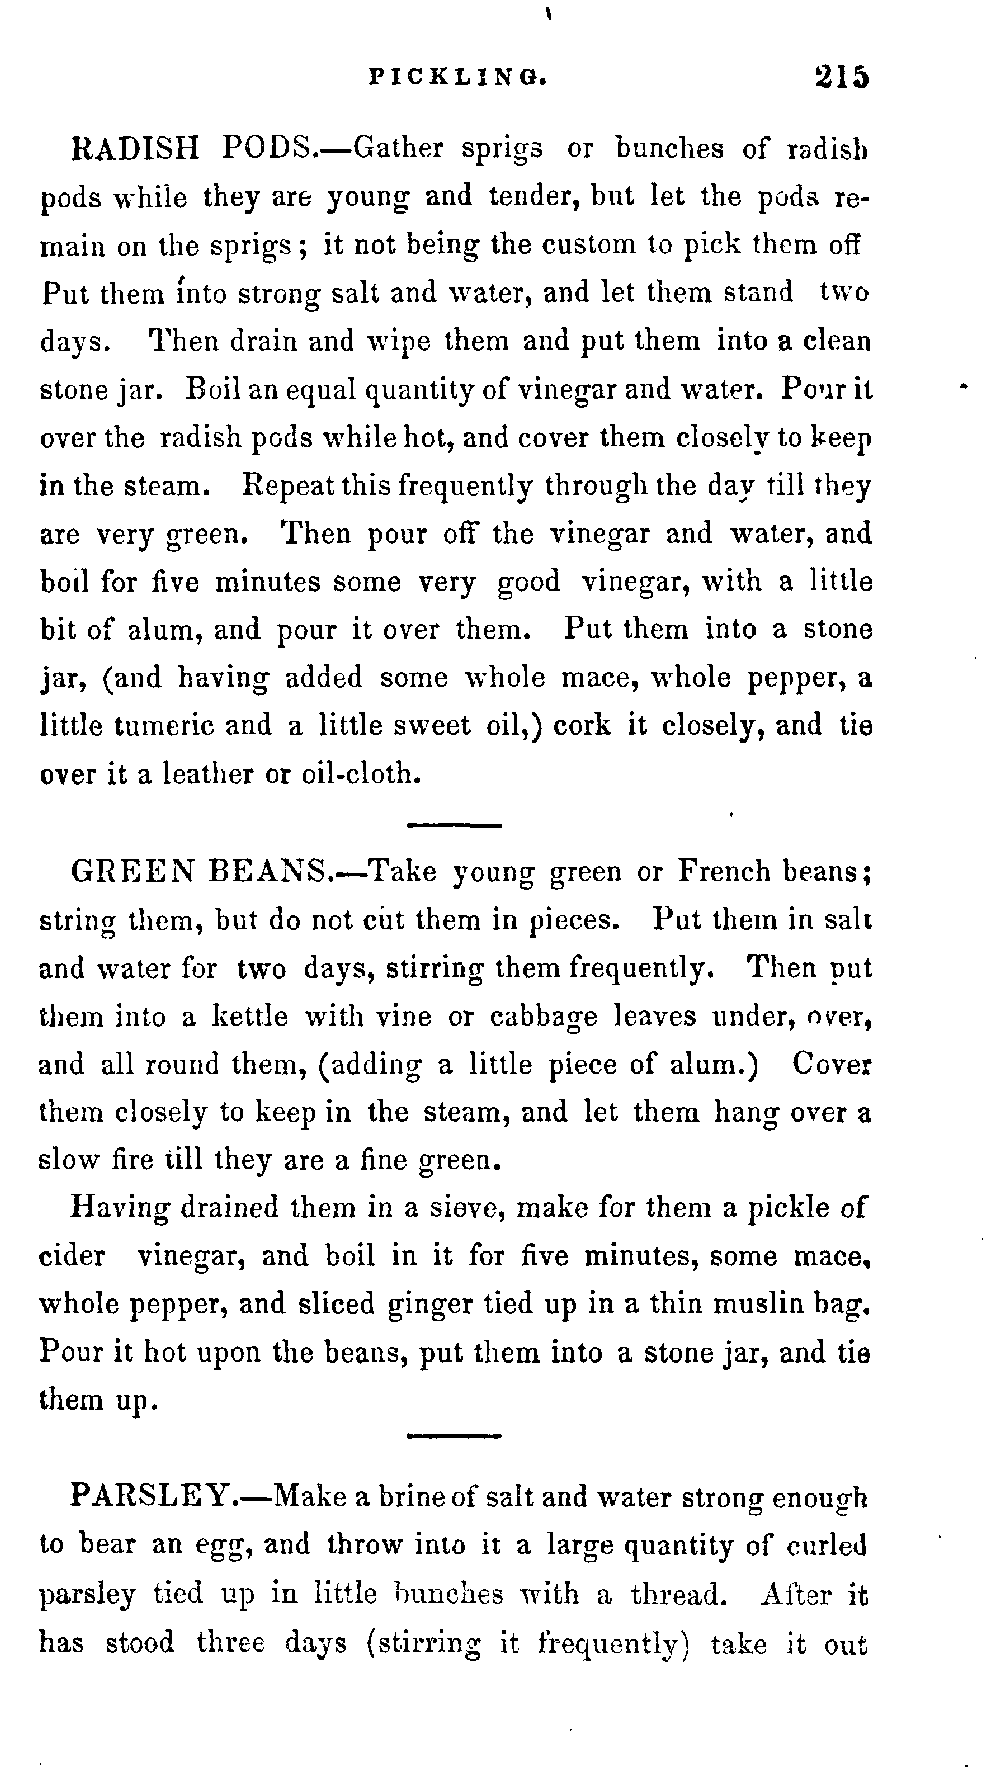 PICKLING. 215
RADISH PODS.—Gather sprigs or bunches of radish
pods while they are young and tender, but let the pods re-
main on the sprigs; it not being the custom to pick them off
Put them into strong salt and water, and let them stand two
days. Then drain and wipe them and put them into a clean
stone jar. Boil an equal quantity of vinegar and water. Pour it
over the radish pods while hot, and cover them closely to keep
in the steam. Repeat this frequently through the day till they
are very green. Then pour off the vinegar and water, and
boil for five minutes some very good vinegar, with a little
bit of alum, and pour it over them. Put them into a stone
jar, (and having added some whole mace, whole pepper, a
little tumeric and a little sweet oil,) cork it closely, and tie
over it a leather or oil-cloth.
GREEN BEANS.—Take young green or French beans;
string them, but do not cut them in pieces. Put them in salt
and water for two days, stirring them frequently. Then put
them into a kettle with vine or cabbage leaves under, over,
and all round them, (adding a little piece of alum.) Cover
them closely to keep in the steam, and let them hang over a
slow fire till they are a fine green.
Having drained them in a sieve, make for them a pickle of
cider vinegar, and boil in it for five minutes, some mace,
whole pepper, and sliced ginger tied up in a thin muslin bag.
Pour it hot upon the beans, put them into a stone jar, and tie
them up.
PARSLEY.—Make a brine of salt and water strong enough
to bear an egg, and throw into it a large quantity of curled
parsley tied up in little bunches with a thread. After it
has stood three days (stirring it frequently) take it out